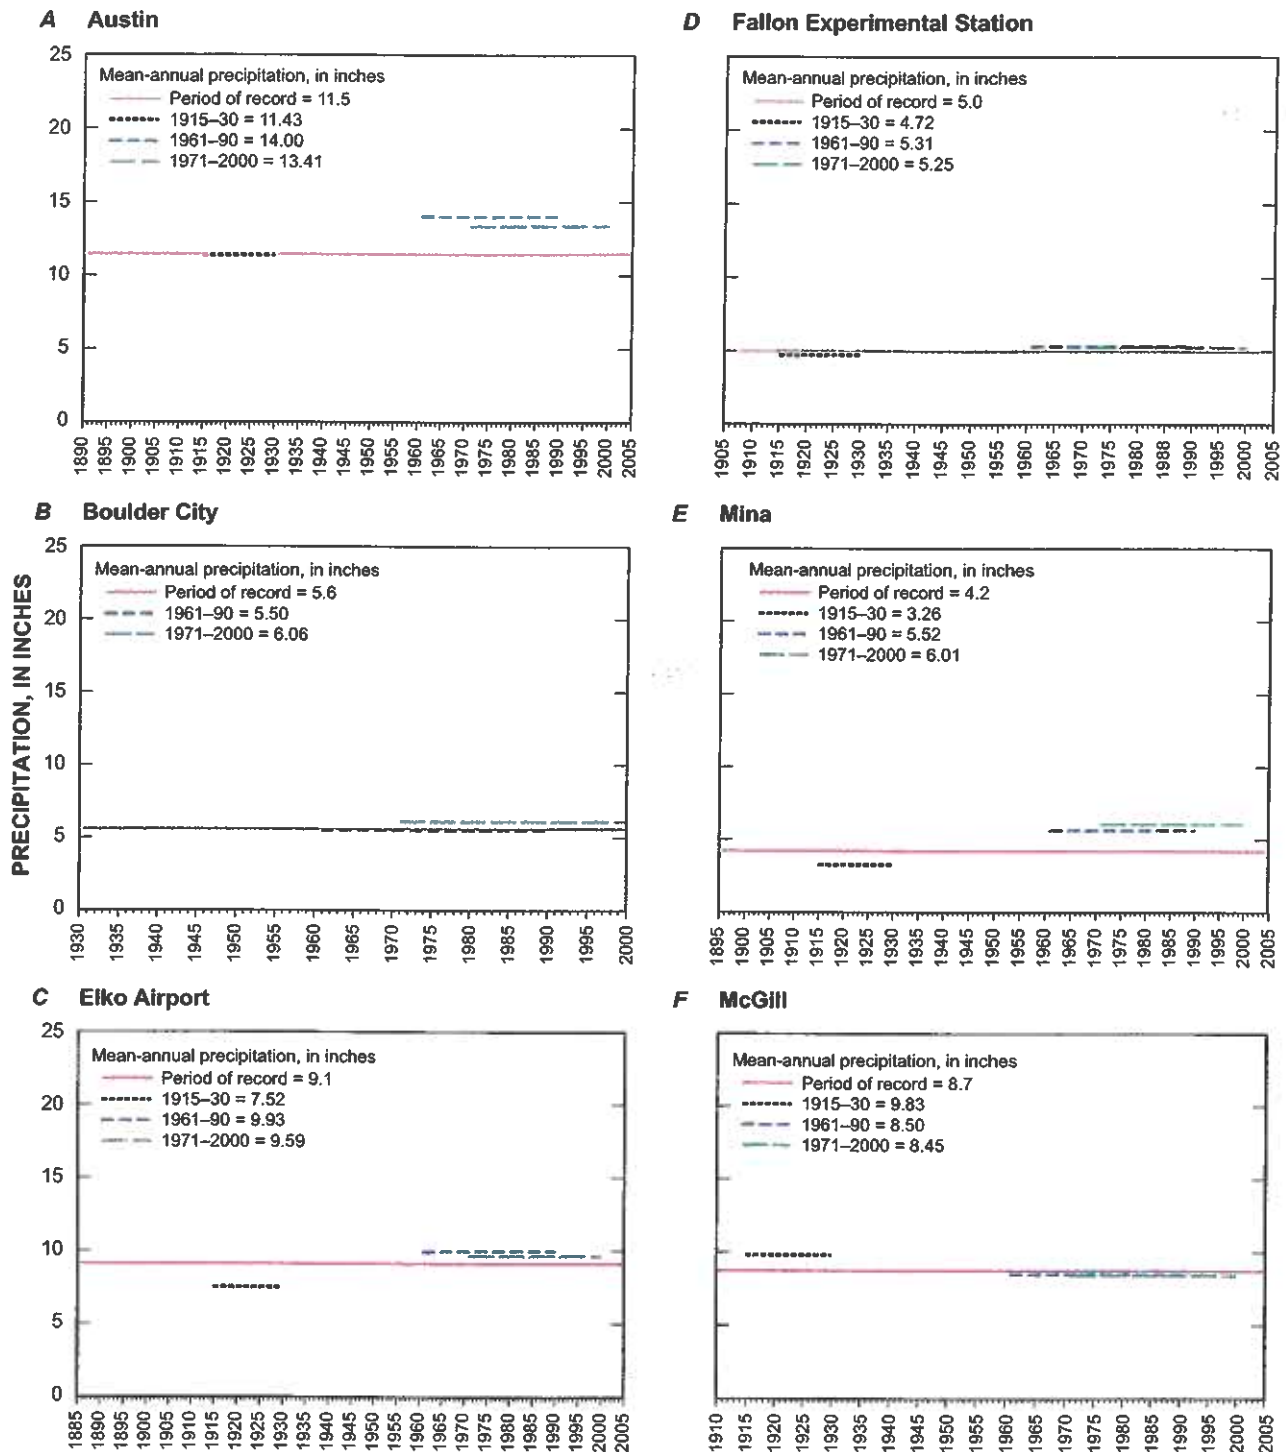 A Austin
Mean-annual precipitation, in inches
Period of record = 11.5
1915–30 = 11.43
1961–90 = 14.00
1971–2000 = 13.41
25
20
15
10
5
0
1890 1895 1900 1905 1910 1915 1920 1925 1930 1935 1940 1945 1950 1955 1960 1965 1970 1975 1980 1985 1990 1995 2000 2005
D Fallon Experimental Station
Mean-annual precipitation, in inches
Period of record = 5.0
1915–30 = 4.72
1961–90 = 5.31
1971–2000 = 5.25
1905 1910 1915 1920 1925 1930 1935 1940 1945 1950 1955 1960 1965 1970 1975 1980 1988 1990 1995 2000 2005
PRECIPITATION, IN INCHES
B Boulder City
Mean-annual precipitation, in inches
Period of record = 5.6
1961–90 = 5.50
1971–2000 = 6.06
25
20
15
10
5
0
1930 1935 1940 1945 1950 1955 1960 1965 1970 1975 1980 1985 1990 1995 2000
E Mina
Mean-annual precipitation, in inches
Period of record = 4.2
1915–30 = 3.26
1961–90 = 5.52
1971–2000 = 6.01
1895 1900 1905 1910 1915 1920 1925 1930 1935 1940 1945 1950 1955 1960 1965 1970 1975 1980 1985 1990 1995 2000 2005
C Elko Airport
Mean-annual precipitation, in inches
Period of record = 9.1
1915–30 = 7.52
1961–90 = 9.93
1971–2000 = 9.59
25
20
15
10
5
0
1885 1890 1895 1900 1905 1910 1915 1920 1925 1930 1935 1940 1945 1950 1955 1960 1965 1970 1975 1980 1985 1990 1995 2000 2005
F McGill
Mean-annual precipitation, in inches
Period of record = 8.7
1915–30 = 9.83
1961–90 = 8.50
1971–2000 = 8.45
1910 1915 1920 1925 1930 1935 1940 1945 1950 1955 1960 1965 1970 1975 1980 1985 1990 1995 2000 2005